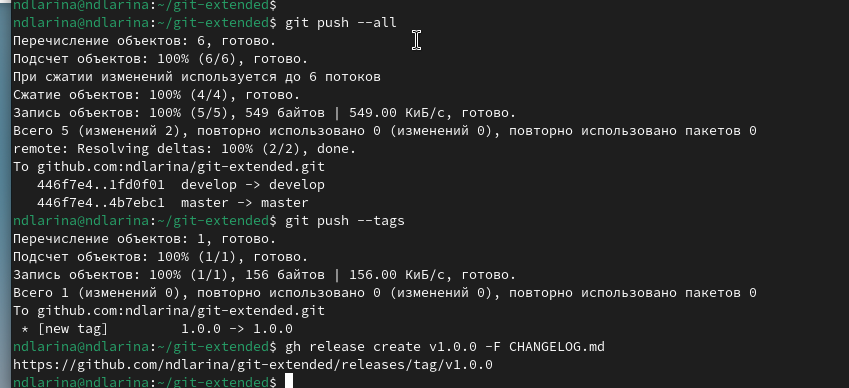 ndlarina@ndlarina:~/git-extended$
ndlarina@ndlarina:~/git-extended$ git push --all
Перечисление объектов: 6, готово.
Подсчет объектов: 100% (6/6), готово.
При сжатии изменений используется до 6 потоков
Сжатие объектов: 100% (4/4), готово.
Запись объектов: 100% (5/5), 549 байтов | 549.00 КиБ/с, готово.
Всего 5 (изменений 2), повторно использовано 0 (изменений 0), повторно использовано пакетов 0
remote: Resolving deltas: 100% (2/2), done.
To github.com:ndlarina/git-extended.git
   446f7e4..1fd0f01  develop -> develop
   446f7e4..4b7ebc1  master -> master
ndlarina@ndlarina:~/git-extended$ git push --tags
Перечисление объектов: 1, готово.
Подсчет объектов: 100% (1/1), готово.
Запись объектов: 100% (1/1), 156 байтов | 156.00 КиБ/с, готово.
Всего 1 (изменений 0), повторно использовано 0 (изменений 0), повторно использовано пакетов 0
To github.com:ndlarina/git-extended.git
 * [new tag]         1.0.0 -> 1.0.0
ndlarina@ndlarina:~/git-extended$ gh release create v1.0.0 -F CHANGELOG.md
https://github.com/ndlarina/git-extended/releases/tag/v1.0.0
ndlarina@ndlarina:~/git-extended$